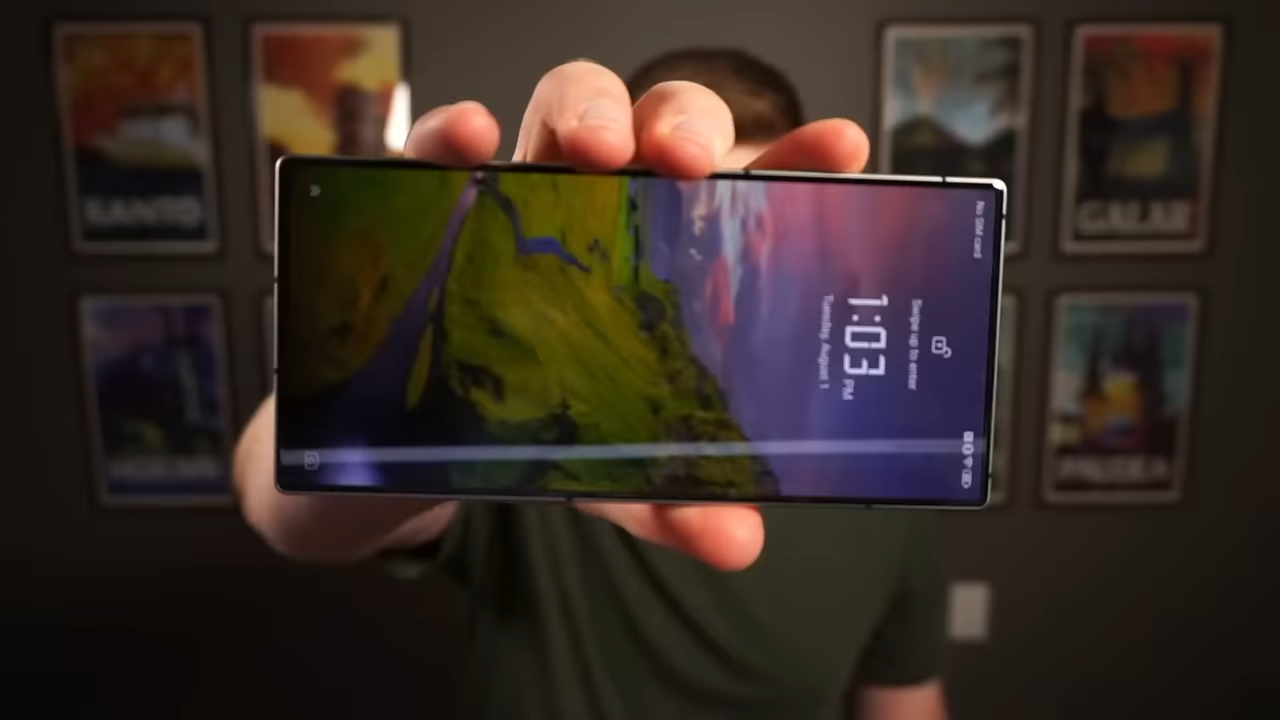 No SIM card
Swipe up to enter
1:03 PM
Tuesday, August 1
KANTO
GALAR
PALDEA